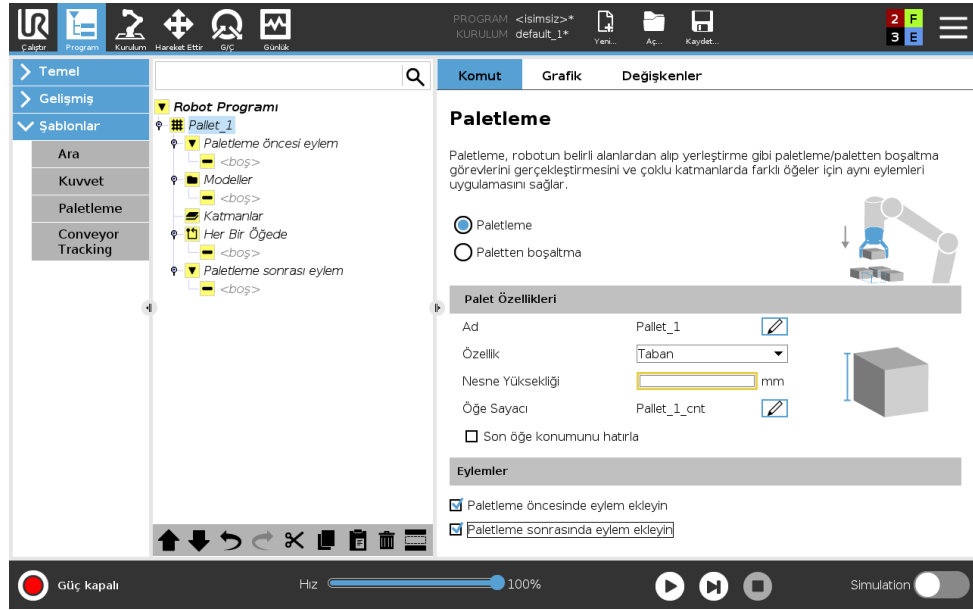 UR
PROGRAM <isimsiz>*
KURULUM default_1*
Çalıştır
Program
Kurulum
Hareket Ettir
G/Ç
Günlük
Yeni...
Aç...
Kaydet...
2 F
3 E
Temel
Gelişmiş
Şablonlar
Ara
Kuvvet
Paletleme
Conveyor
Tracking
Robot Programı
Pallet_1
Paletleme öncesi eylem
<boş>
Modeller
<boş>
Katmanlar
Her Bir Öğede
<boş>
Paletleme sonrası eylem
<boş>
Komut
Grafik
Değişkenler
Paletleme
Paletleme, robotun belirli alanlardan alıp yerleştirme gibi paletleme/paletten boşaltma
görevlerini gerçekleştirmesini ve çoklu katmanlarda farklı öğeler için aynı eylemleri
uygulamasını sağlar.
Paletleme
Paletten boşaltma
Palet Özellikleri
Ad
Pallet_1
Özellik
Taban
Nesne Yüksekliği
mm
Öğe Sayacı
Pallet_1_cnt
Son öğe konumunu hatırla
Eylemler
Paletleme öncesinde eylem ekleyin
Paletleme sonrasında eylem ekleyin
Güç kapalı
Hız
100%
Simulation